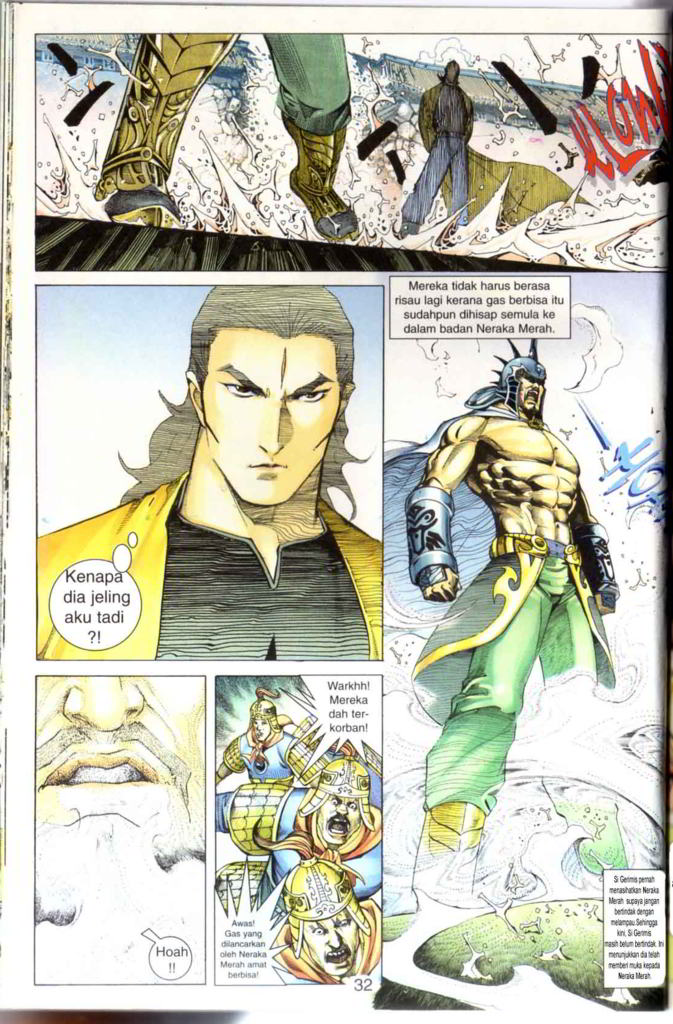 Mereka tidak harus berasa
risau lagi kerana gas berbisa itu
sudahpun dihisap semula ke
dalam badan Neraka Merah.
Kenapa
dia jeling
aku tadi
?!
Hoah
!!
Warkhh!
Mereka
dah ter-
korban!
Awas!
Gas yang
dilancarkan
oleh Neraka
Merah amat
berbisa!
Si Gerimis pernah
menasihatkan Neraka
Merah supaya jangan
bertindak dengan
melampau.Sehingga
kini, Si Gerimis
masih belum bertindak. Ini
menunjukkan dia telah
memberi muka kepada
Neraka Merah.
32